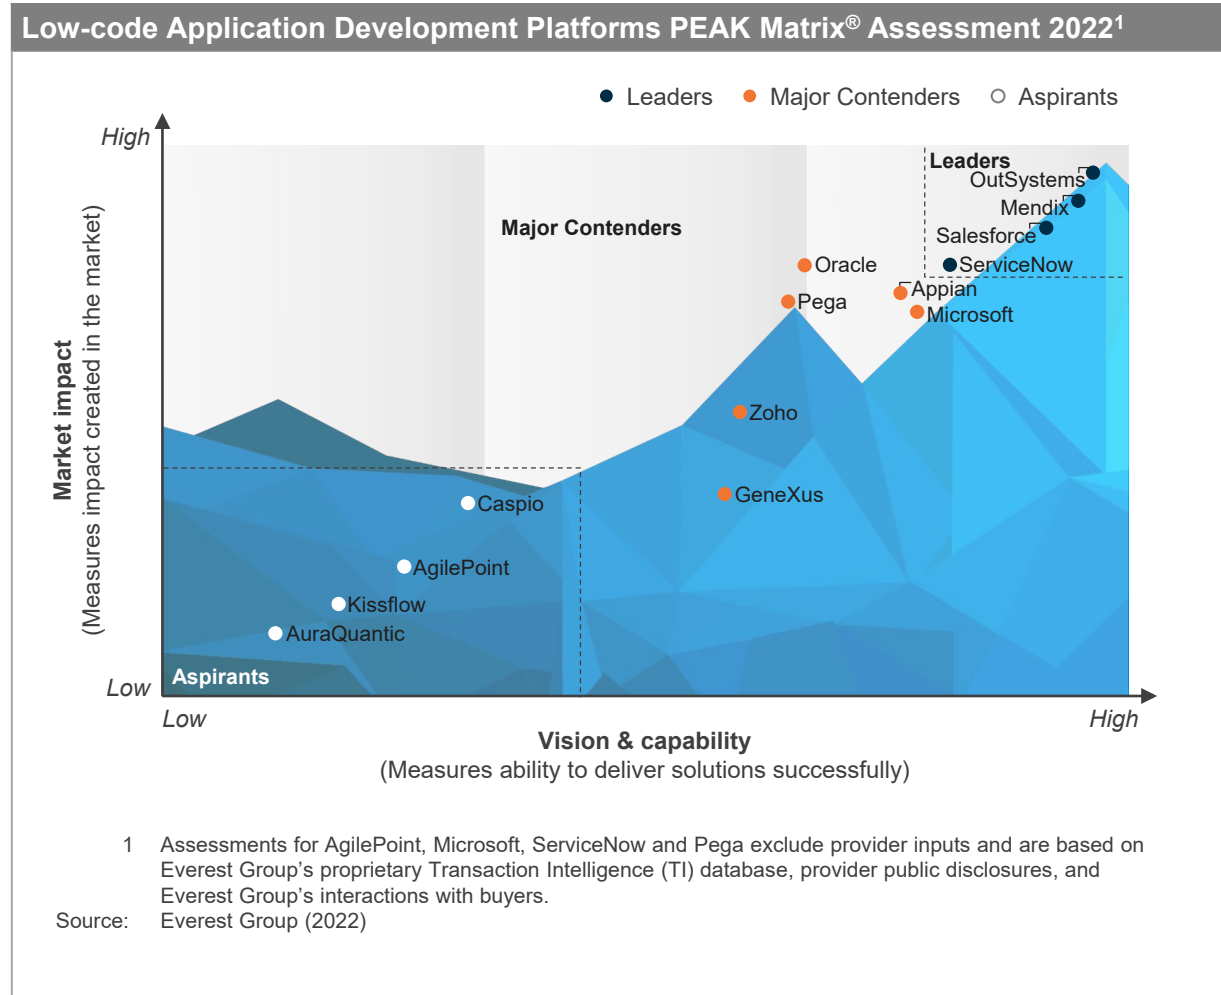 Low-code Application Development Platforms PEAK Matrix® Assessment 2022¹
Leaders
Major Contenders
Aspirants
High
Leaders
OutSystems
Mendix
Major Contenders
Salesforce
Oracle
ServiceNow
Appian
Pega
Microsoft
Zoho
GeneXus
Caspio
AgilePoint
Kissflow
AuraQuantic
Aspirants
Market impact
(Measures impact created in the market)
Low
Low
High
Vision & capability
(Measures ability to deliver solutions successfully)
1 Assessments for AgilePoint, Microsoft, ServiceNow and Pega exclude provider inputs and are based on
Everest Group's proprietary Transaction Intelligence (TI) database, provider public disclosures, and
Everest Group's interactions with buyers.
Source: Everest Group (2022)